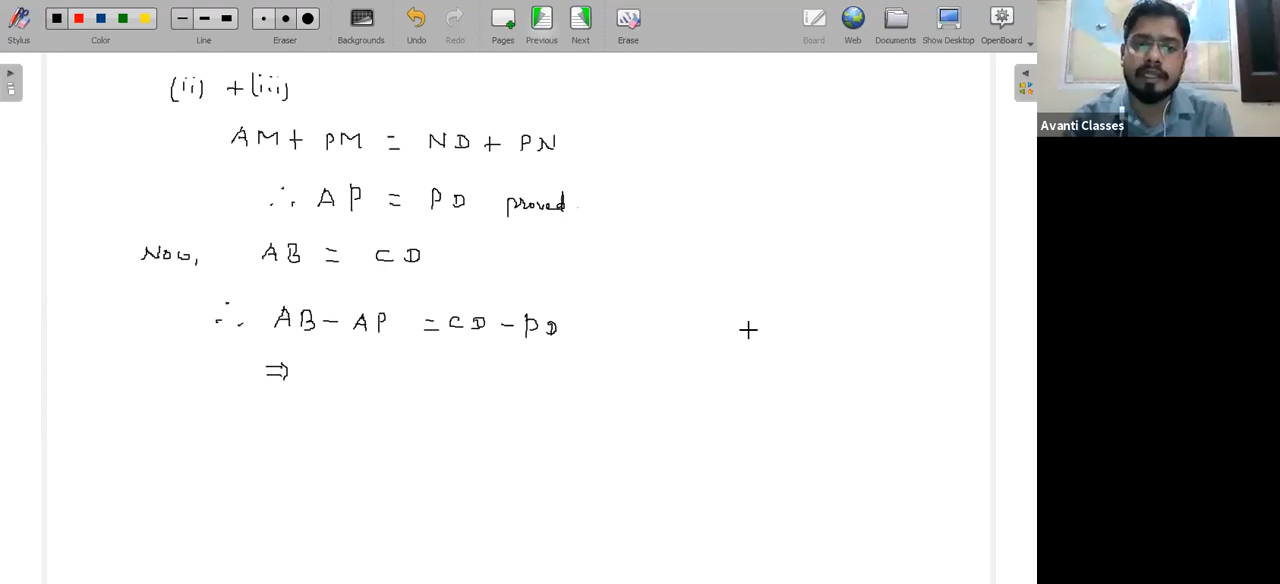 Stylus Color Line Eraser Backgrounds Undo Redo Pages Previous Next Erase Board Web Documents Show Desktop OpenBoard
Avanti Classes
(ii) + (iii)
AM + PM = ND + PN
∴ AP = PD proved.
Now, AB = CD
∴ AB - AP = CD - PD
⇒